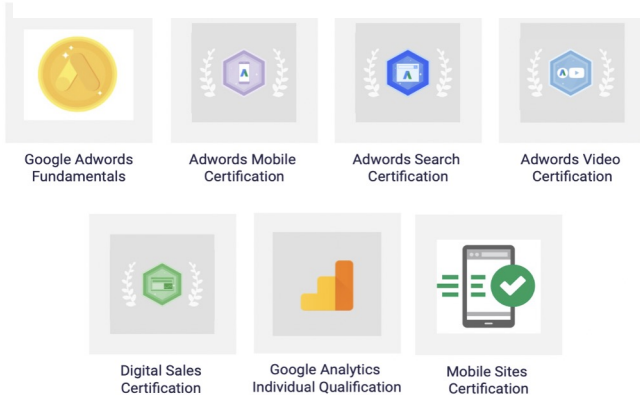 Google Adwords
Fundamentals
Adwords Mobile
Certification
Adwords Search
Certification
Adwords Video
Certification
Digital Sales
Certification
Google Analytics
Individual Qualification
Mobile Sites
Certification